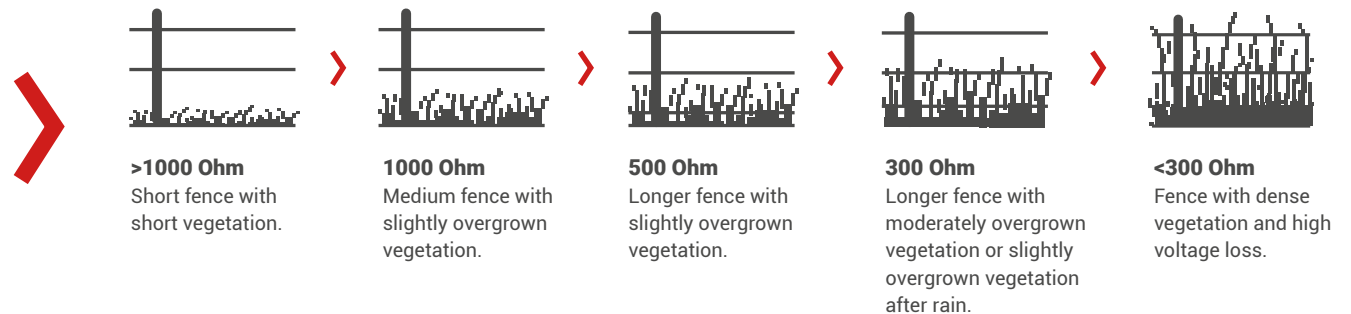 >1000 Ohm
Short fence with
short vegetation.
1000 Ohm
Medium fence with
slightly overgrown
vegetation.
500 Ohm
Longer fence with
slightly overgrown
vegetation.
300 Ohm
Longer fence with
moderately overgrown
vegetation or slightly
overgrown vegetation
after rain.
<300 Ohm
Fence with dense
vegetation and high
voltage loss.